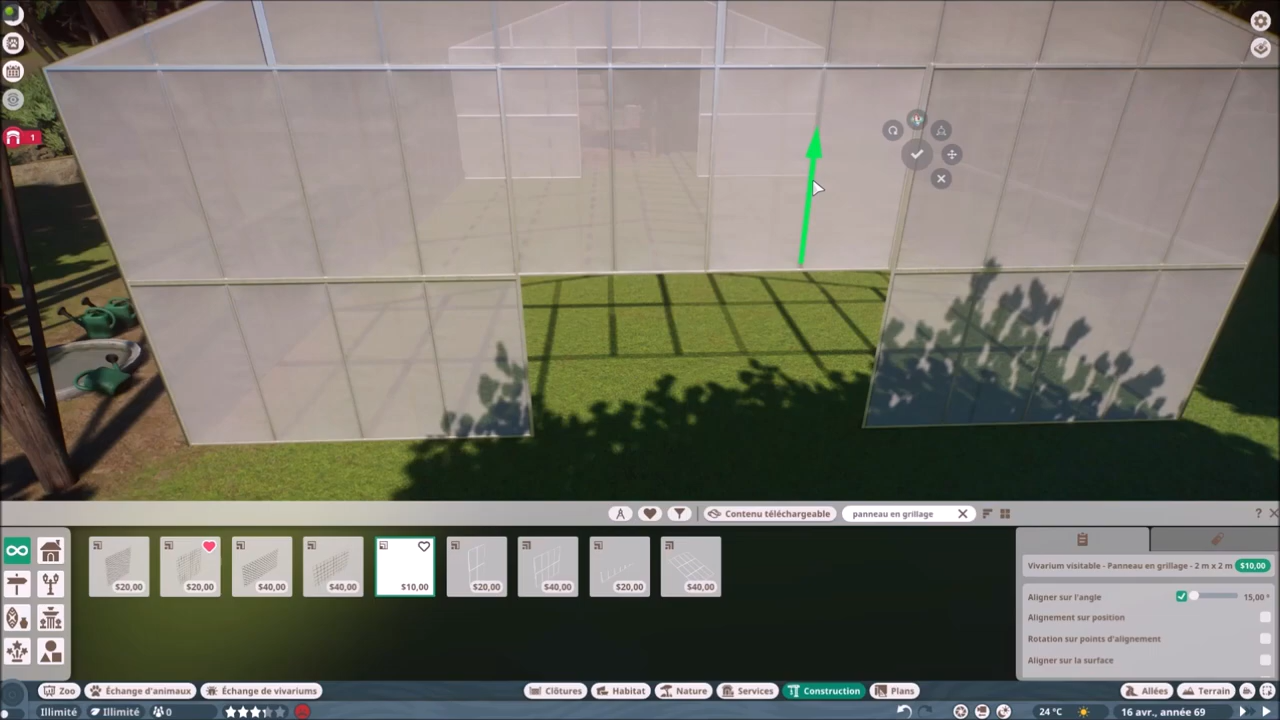 1
Contenu téléchargeable
panneau en grillage
?
$20,00
$20,00
$40,00
$40,00
$10,00
$20,00
$40,00
$20,00
$40,00
Vivarium visitable - Panneau en grillage - 2 m x 2 m
$10,00
Aligner sur l'angle
15,00 °
Alignement sur position
Rotation sur points d'alignement
Aligner sur la surface
Zoo
Échange d'animaux
Échange de vivariums
Clôtures
Habitat
Nature
Services
Construction
Plans
Allées
Terrain
Illimité
Illimité
0
24 °C
16 avr., année 69